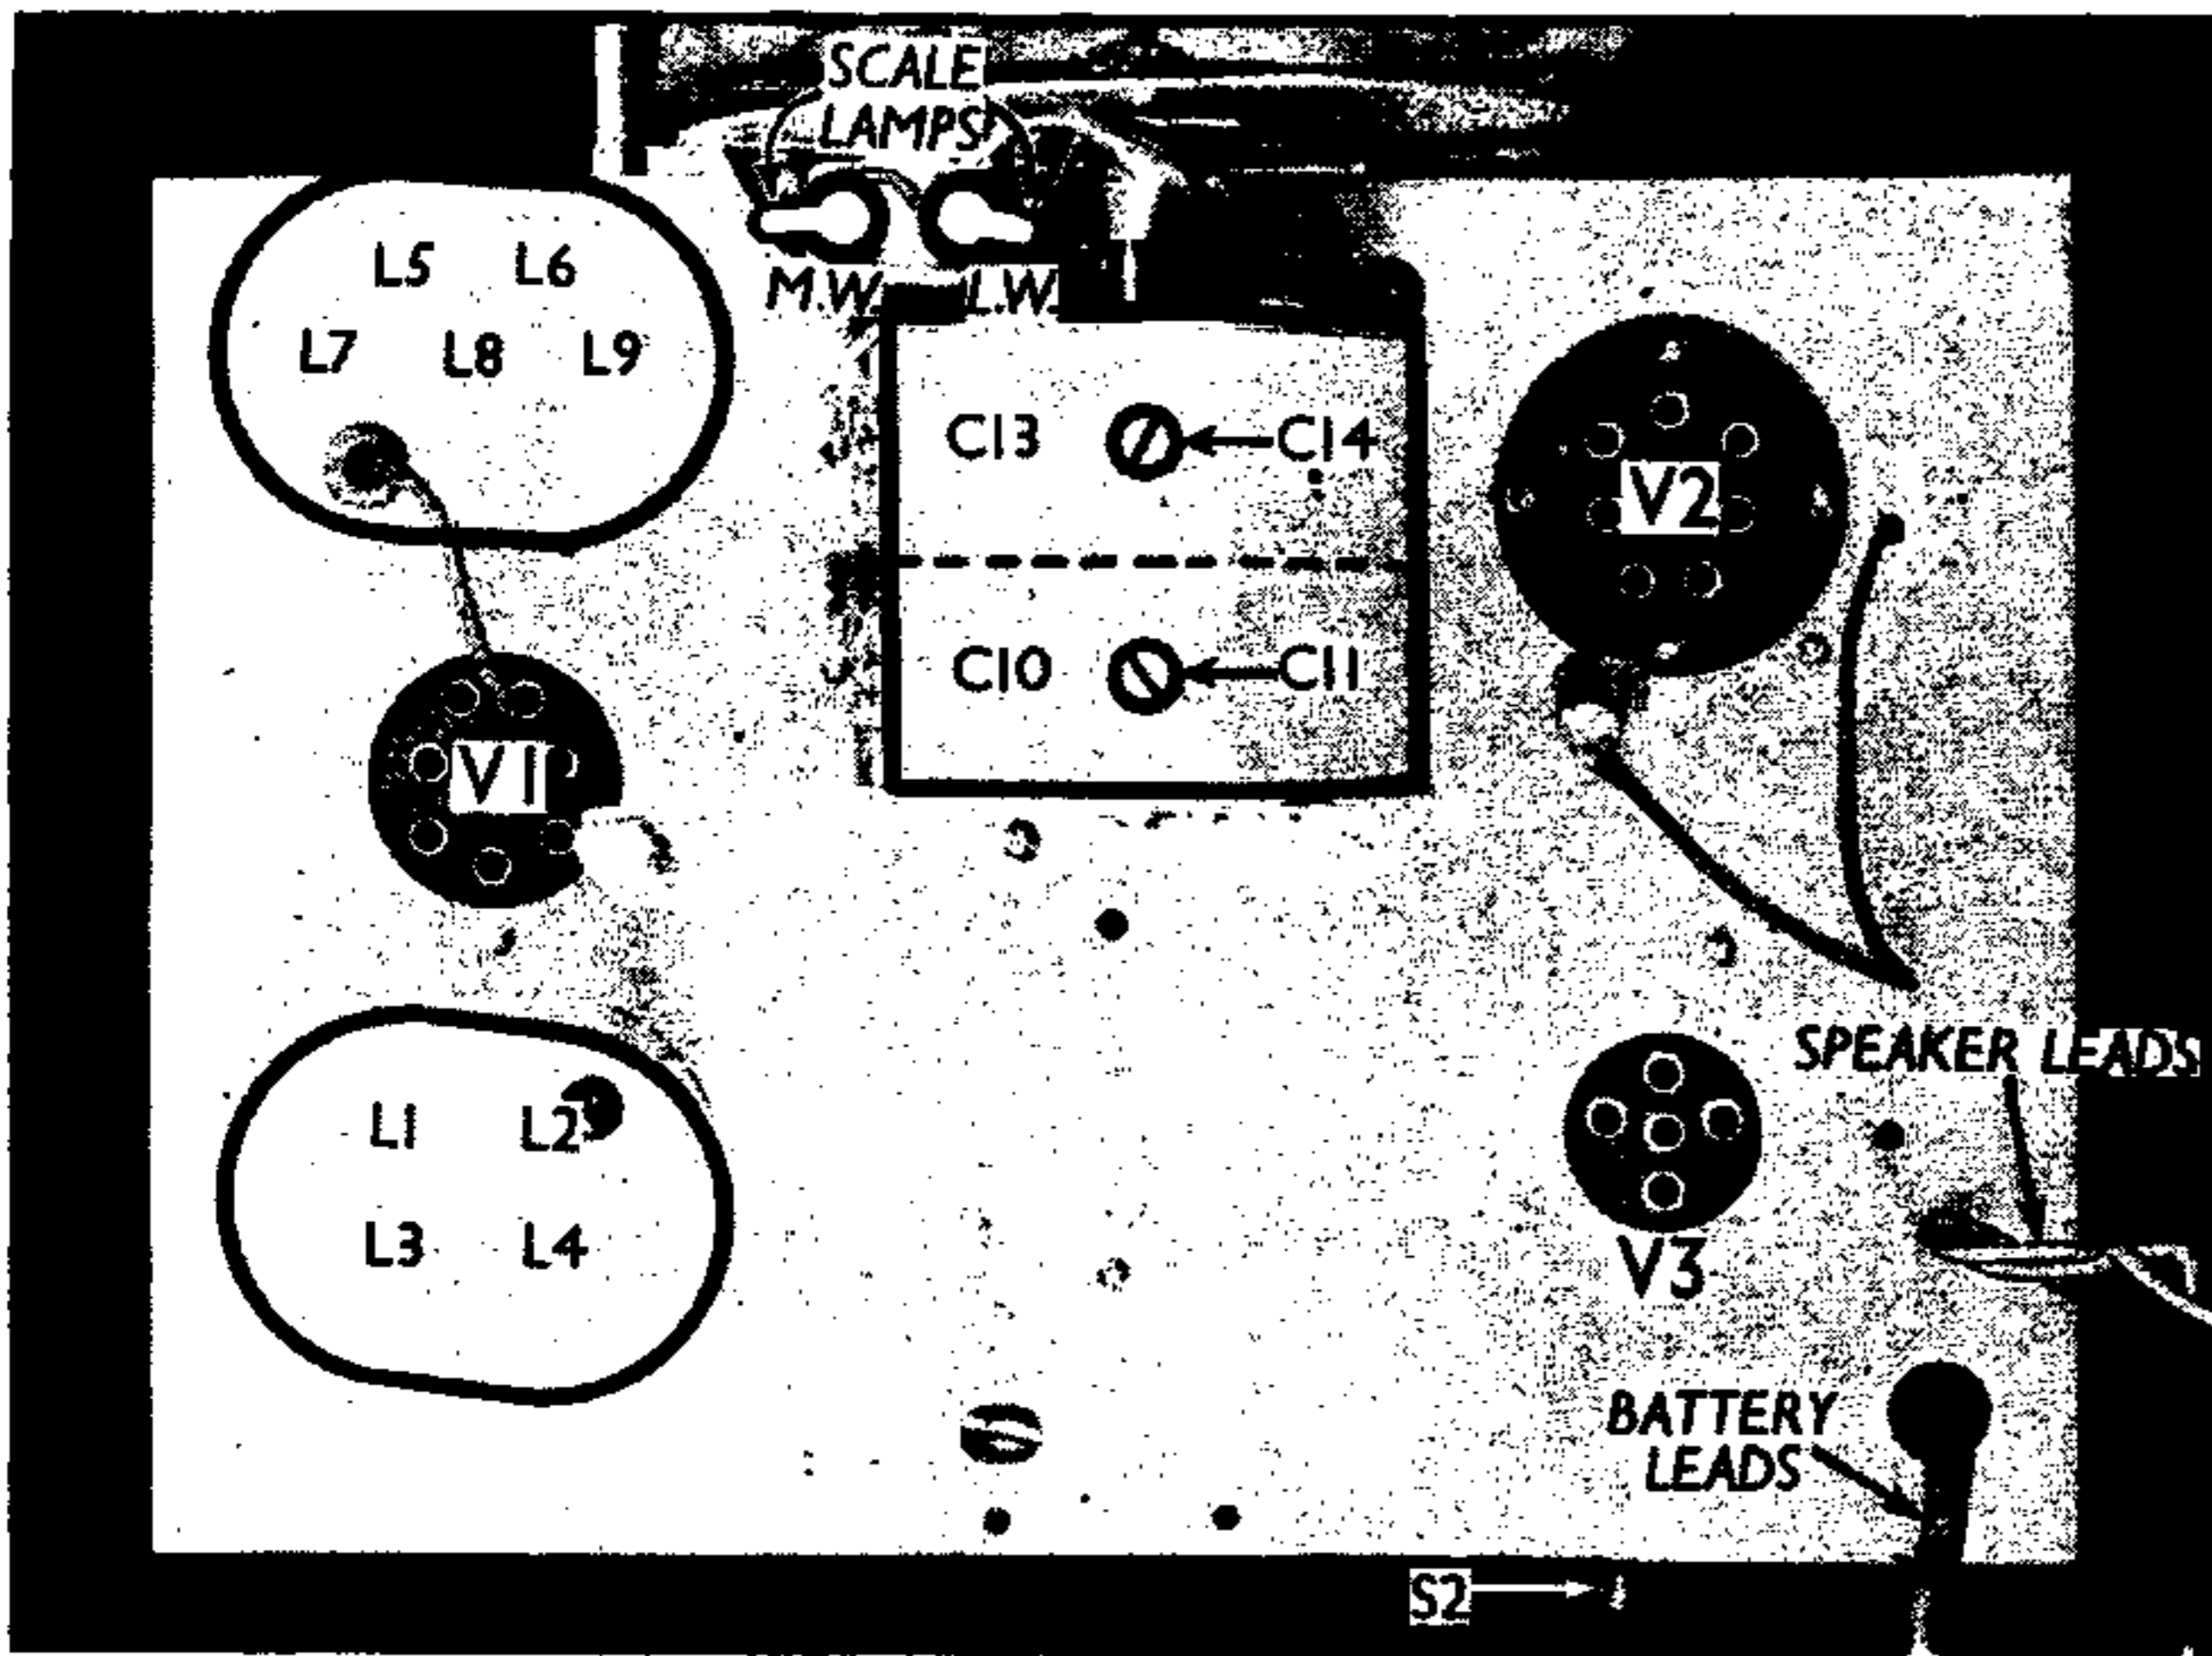 SCALE
LAMPS
M.W. L.W.
L5 L6
L7 L8 L9
C13 C14
C10 C11
V2
V1
SPEAKER LEADS
L1 L2
L3 L4
V3
BATTERY
LEADS
S2